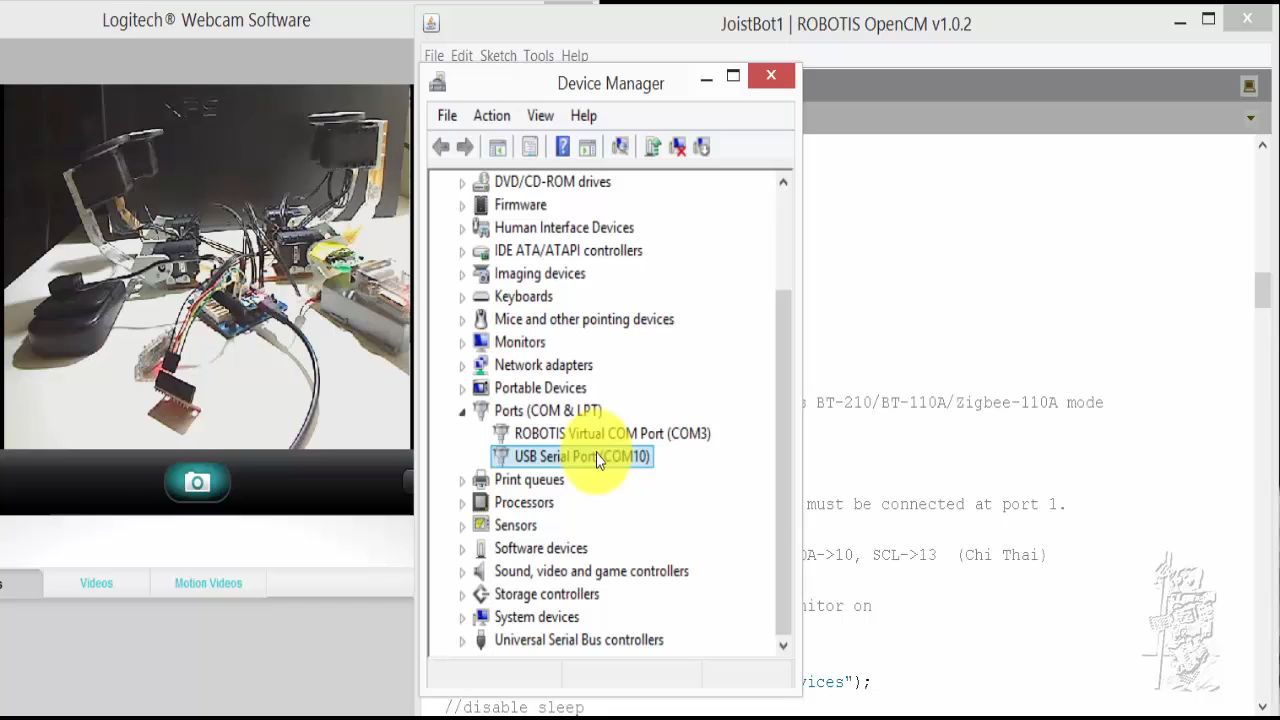 Logitech® Webcam Software
JoistBot1 | ROBOTIS OpenCM v1.0.2
File Edit Sketch Tools Help
Device Manager
File Action View Help
XPS
DVD/CD-ROM drives
Firmware
Human Interface Devices
IDE ATA/ATAPI controllers
Imaging devices
Keyboards
Mice and other pointing devices
Monitors
Network adapters
Portable Devices
Ports (COM & LPT)
BT-210/BT-110A/Zigbee-110A mode
ROBOTIS Virtual COM Port (COM3)
USB Serial Port (COM10)
Print queues
Processors
must be connected at port 1.
Sensors
Software devices
->10, SCL->13 (Chi Thai)
Sound, video and game controllers
Videos
Motion Videos
Storage controllers
on
System devices
Universal Serial Bus controllers
");
//disable sleep